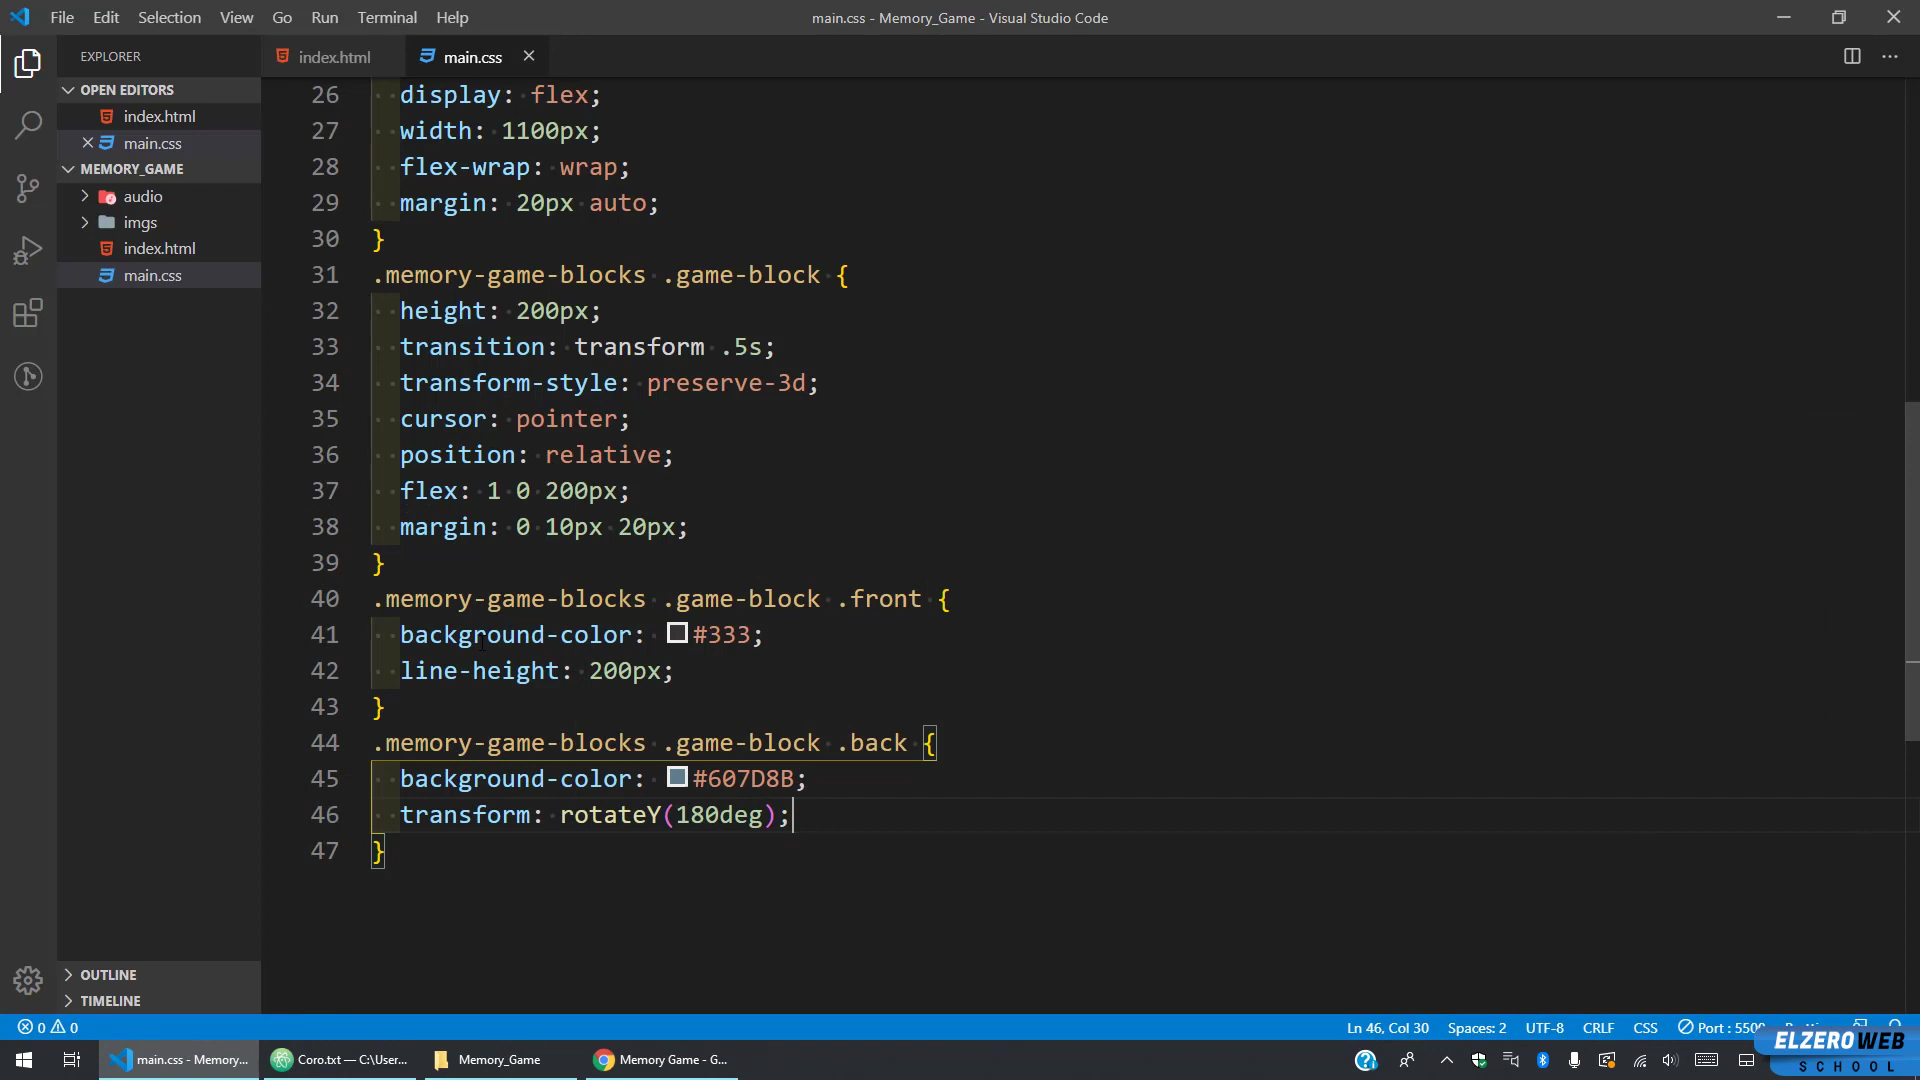 File Edit Selection View Go Run Terminal Help
main.css - Memory_Game - Visual Studio Code
EXPLORER
index.html
main.css
OPEN EDITORS
index.html
main.css
MEMORY_GAME
audio
imgs
index.html
main.css
26 display: flex;
27 width: 1100px;
28 flex-wrap: wrap;
29 margin: 20px auto;
30 }
31 .memory-game-blocks .game-block {
32 height: 200px;
33 transition: transform .5s;
34 transform-style: preserve-3d;
35 cursor: pointer;
36 position: relative;
37 flex: 1 0 200px;
38 margin: 0 10px 20px;
39 }
40 .memory-game-blocks .game-block .front {
41 background-color: #333;
42 line-height: 200px;
43 }
44 .memory-game-blocks .game-block .back {
45 background-color: #607D8B;
46 transform: rotateY(180deg);
47 }
OUTLINE
TIMELINE
0 0
Ln 46, Col 30 Spaces: 2 UTF-8 CRLF CSS Port : 5500
main.css - Memory...
Coro.txt — C:\User...
Memory_Game
Memory Game - G...
ELZEROWEB
SCHOOL